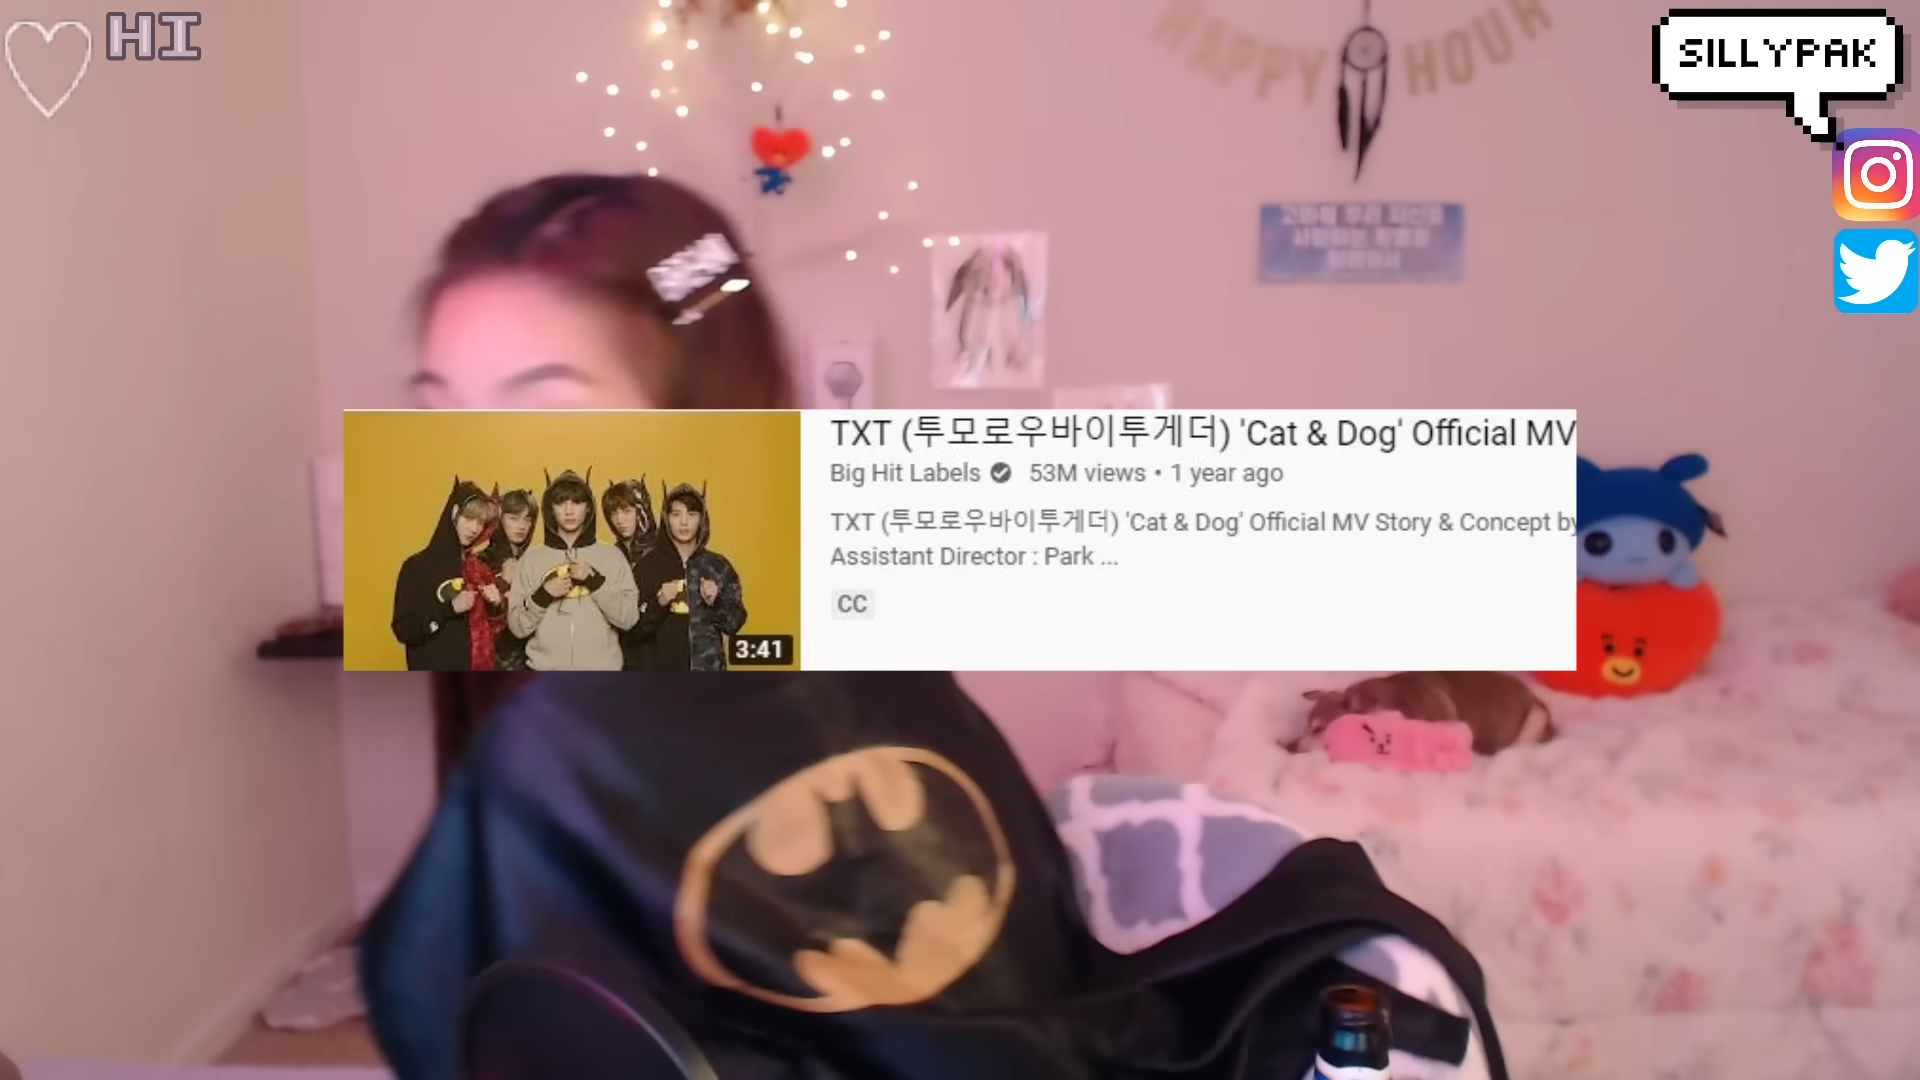 HI
HAPPY HOUR
SILLYPAK
TXT (투모로우바이투게더) 'Cat & Dog' Official MV
Big Hit Labels 53M views • 1 year ago
TXT (투모로우바이투게더) 'Cat & Dog' Official MV Story & Concept by
Assistant Director : Park ...
CC
3:41